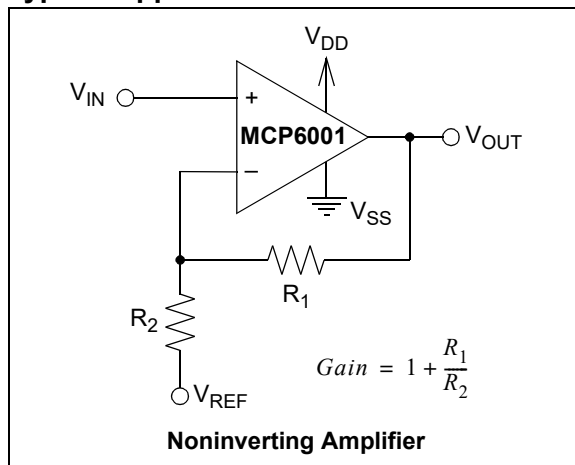 V_DD
V_IN
+
MCP6001
V_OUT
−
V_SS
R_1
R_2
Gain = 1 + R_1/R_2
V_REF
Noninverting Amplifier